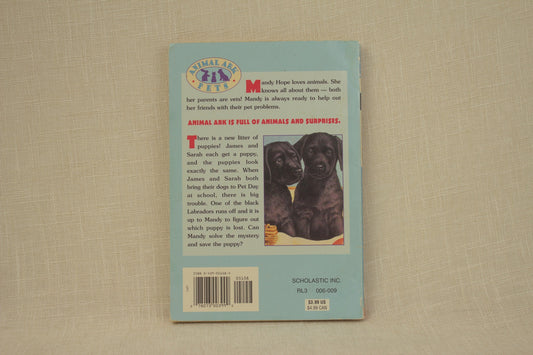 ANIMAL ARK
PETS
Mandy Hope loves animals. She
knows all about them — both
her parents are vets! Mandy is always ready to help out
her friends with their pet problems.
ANIMAL ARK IS FULL OF ANIMALS AND SURPRISES.
There is a new litter of
puppies! James and
Sarah each get a puppy,
and the puppies look
exactly the same. When
James and Sarah both
bring their dogs to Pet Day
at school, there is big
trouble. One of the black
Labradors runs off and it is
up to Mandy to figure out
which puppy is lost. Can
Mandy solve the mystery
and save the puppy?
SCHOLASTIC INC.
RL3 006-009
$3.99 US
$4.99 CAN